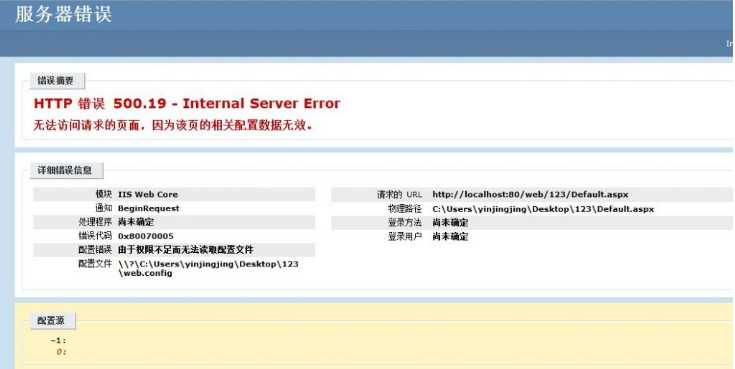 服务器错误
In
错误摘要
HTTP 错误 500.19 - Internal Server Error
无法访问请求的页面，因为该页的相关配置数据无效。
详细错误信息
模块 IIS Web Core
通知 BeginRequest
处理程序 尚未确定
错误代码 0x80070005
配置错误 由于权限不足而无法读取配置文件
配置文件 \\?\C:\Users\yinjingjing\Desktop\123
\web.config
请求的 URL http://localhost:80/web/123/Default.aspx
物理路径 C:\Users\yinjingjing\Desktop\123\Default.aspx
登录方法 尚未确定
登录用户 尚未确定
配置源
-1:
0: